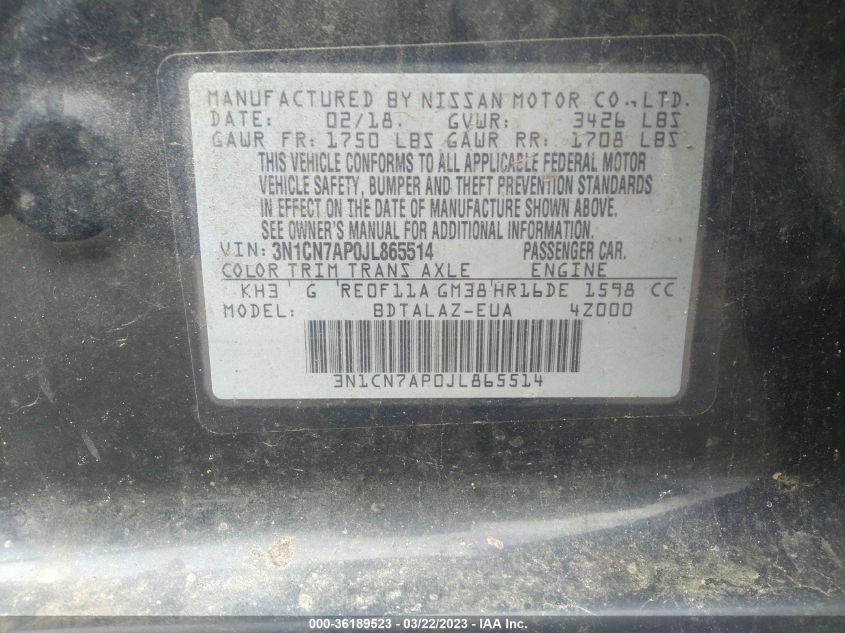 MANUFACTURED BY NISSAN MOTOR CO.,LTD.
DATE: 02/18. GVWR: 3426 LBS
GAWR FR: 1750 LBS GAWR RR: 1708 LBS
THIS VEHICLE CONFORMS TO ALL APPLICABLE FEDERAL MOTOR
VEHICLE SAFETY, BUMPER AND THEFT PREVENTION STANDARDS
IN EFFECT ON THE DATE OF MANUFACTURE SHOWN ABOVE.
SEE OWNER'S MANUAL FOR ADDITIONAL INFORMATION.
VIN: 3N1CN7AP0JL865514 PASSENGER CAR.
COLOR TRIM TRANS AXLE ENGINE
KH3 G RE0F11A GM38 HR16DE 1598 CC
MODEL: BDTALAZ-EUA 4Z000
3N1CN7AP0JL865514
000-36189523 - 03/22/2023 - IAA Inc.